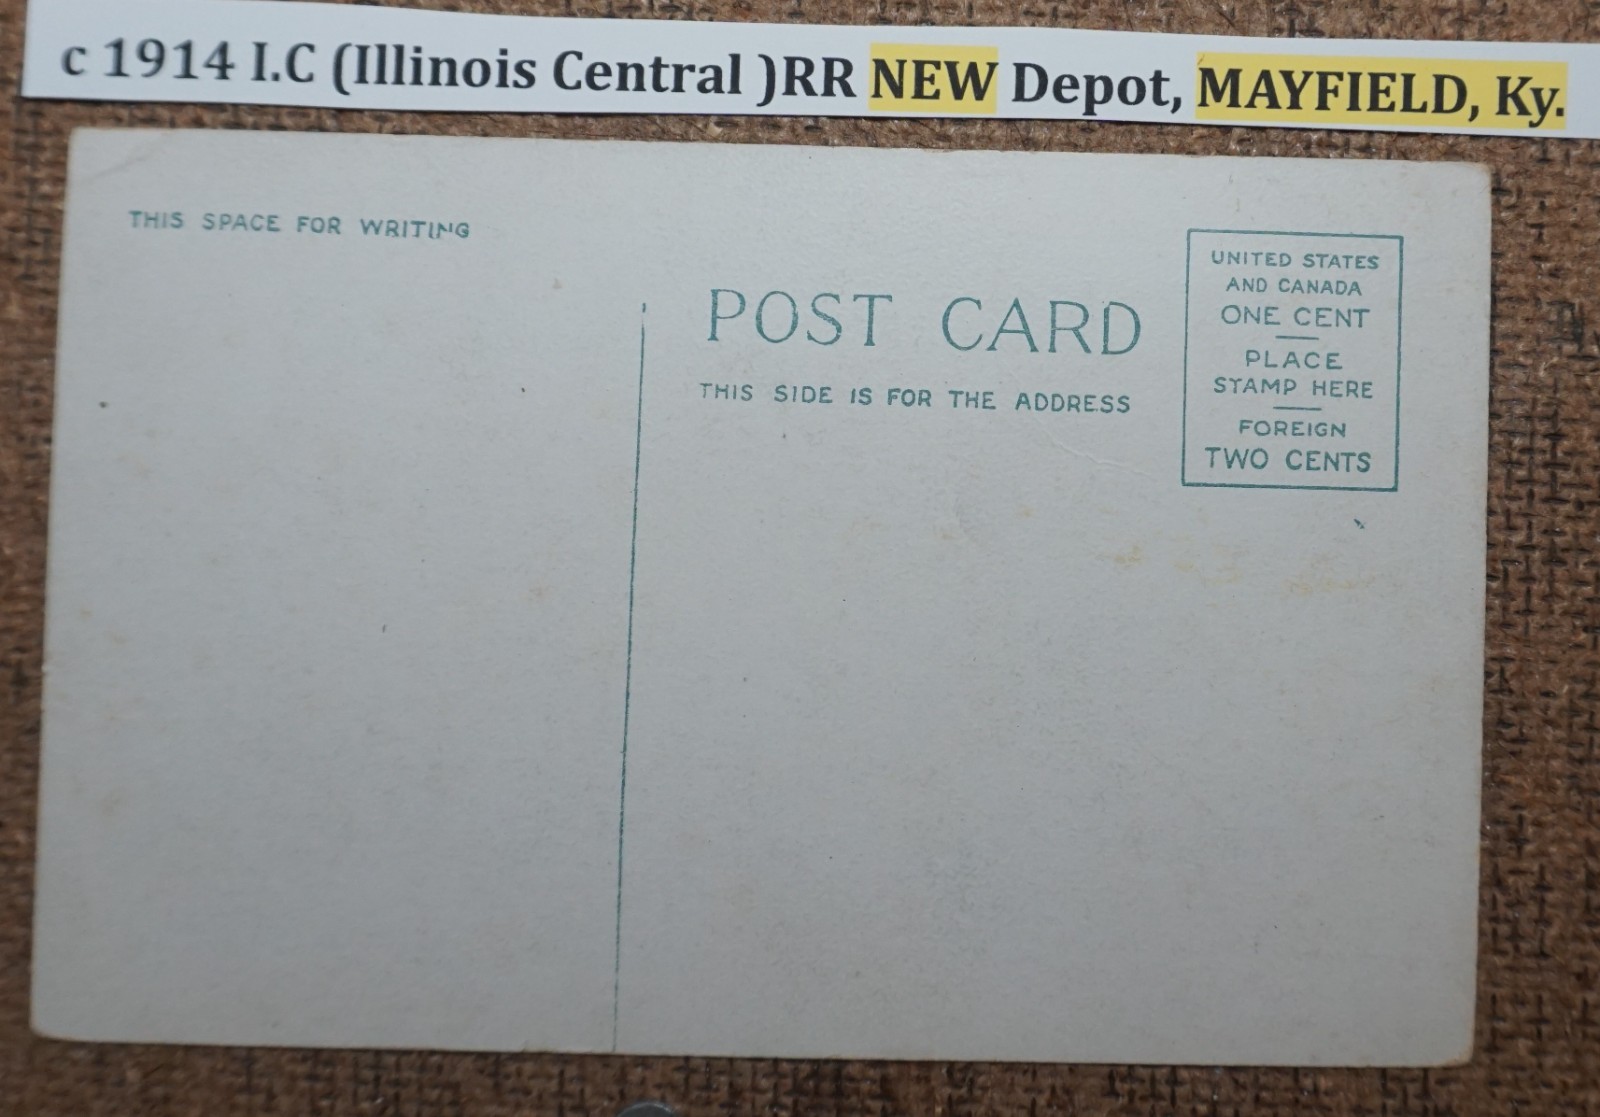 c 1914 I.C (Illinois Central )RR NEW Depot, MAYFIELD, Ky.
THIS SPACE FOR WRITING
POST CARD
THIS SIDE IS FOR THE ADDRESS
UNITED STATES
AND CANADA
ONE CENT
PLACE
STAMP HERE
FOREIGN
TWO CENTS